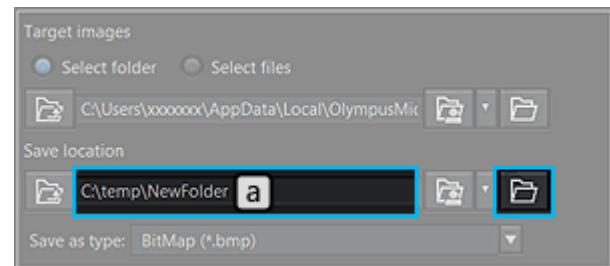 Target images
Select folder Select files
C:\Users\xxxxxxx\AppData\Local\OlympusMic
Save location
C:\temp\NewFolder a
Save as type: BitMap (*.bmp)